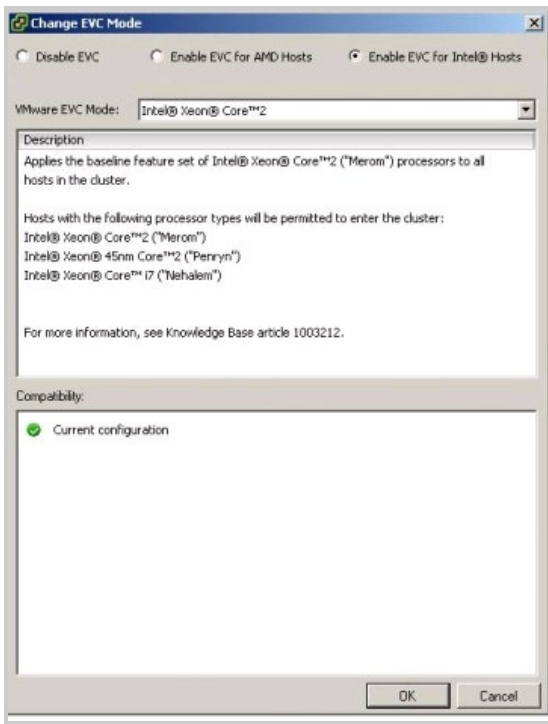 Change EVC Mode
Disable EVC Enable EVC for AMD Hosts Enable EVC for Intel® Hosts
VMware EVC Mode: Intel® Xeon® Core™2
Description
Applies the baseline feature set of Intel® Xeon® Core™2 ("Merom") processors to all
hosts in the cluster.
Hosts with the following processor types will be permitted to enter the cluster:
Intel® Xeon® Core™2 ("Merom")
Intel® Xeon® 45nm Core™2 ("Penryn")
Intel® Xeon® Core™ i7 ("Nehalem")
For more information, see Knowledge Base article 1003212.
Compatibility:
Current configuration
OK Cancel